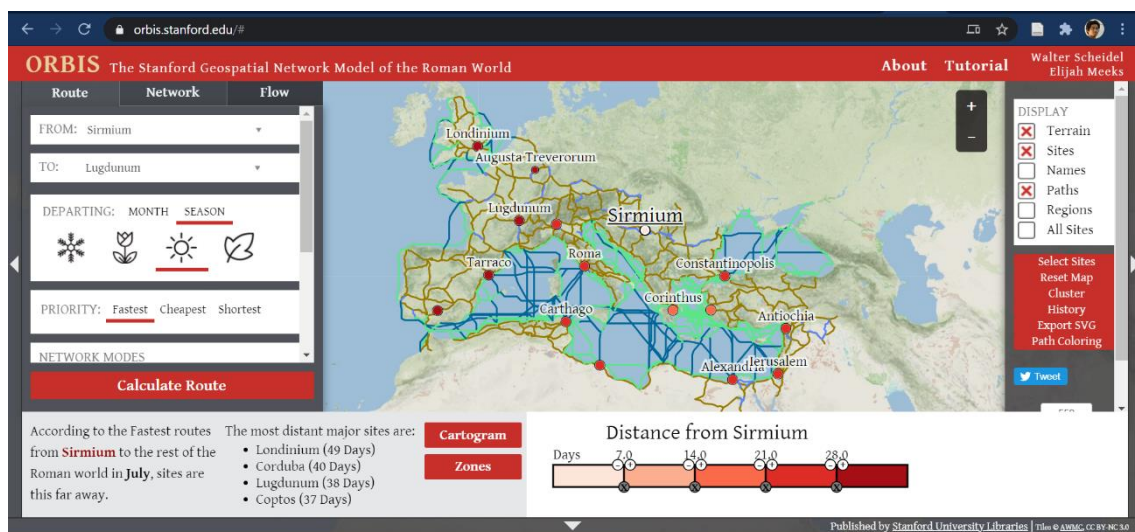 orbis.stanford.edu/#
ORBIS The Stanford Geospatial Network Model of the Roman World
About Tutorial
Walter Scheidel
Elijah Meeks
Route Network Flow
FROM: Sirmium
TO: Lugdunum
DEPARTING: MONTH SEASON
PRIORITY: Fastest Cheapest Shortest
NETWORK MODES
Calculate Route
Londinium
Augusta Treverorum
Lugdunum
Sirmium
Tarraco
Roma
Constantinopolis
Corinthus
Carthago
Antiochia
Alexandria
Jerusalem
+
−
DISPLAY
Terrain
Sites
Names
Paths
Regions
All Sites
Select Sites
Reset Map
Cluster
History
Export SVG
Path Coloring
Tweet
According to the Fastest routes
from Sirmium to the rest of the
Roman world in July, sites are
this far away.
The most distant major sites are:
• Londinium (49 Days)
• Corduba (40 Days)
• Lugdunum (38 Days)
• Coptos (37 Days)
Cartogram
Zones
Distance from Sirmium
Days 7.0 14.0 21.0 28.0
Published by Stanford University Libraries | Tiles © AWMC, CC BY-NC 3.0